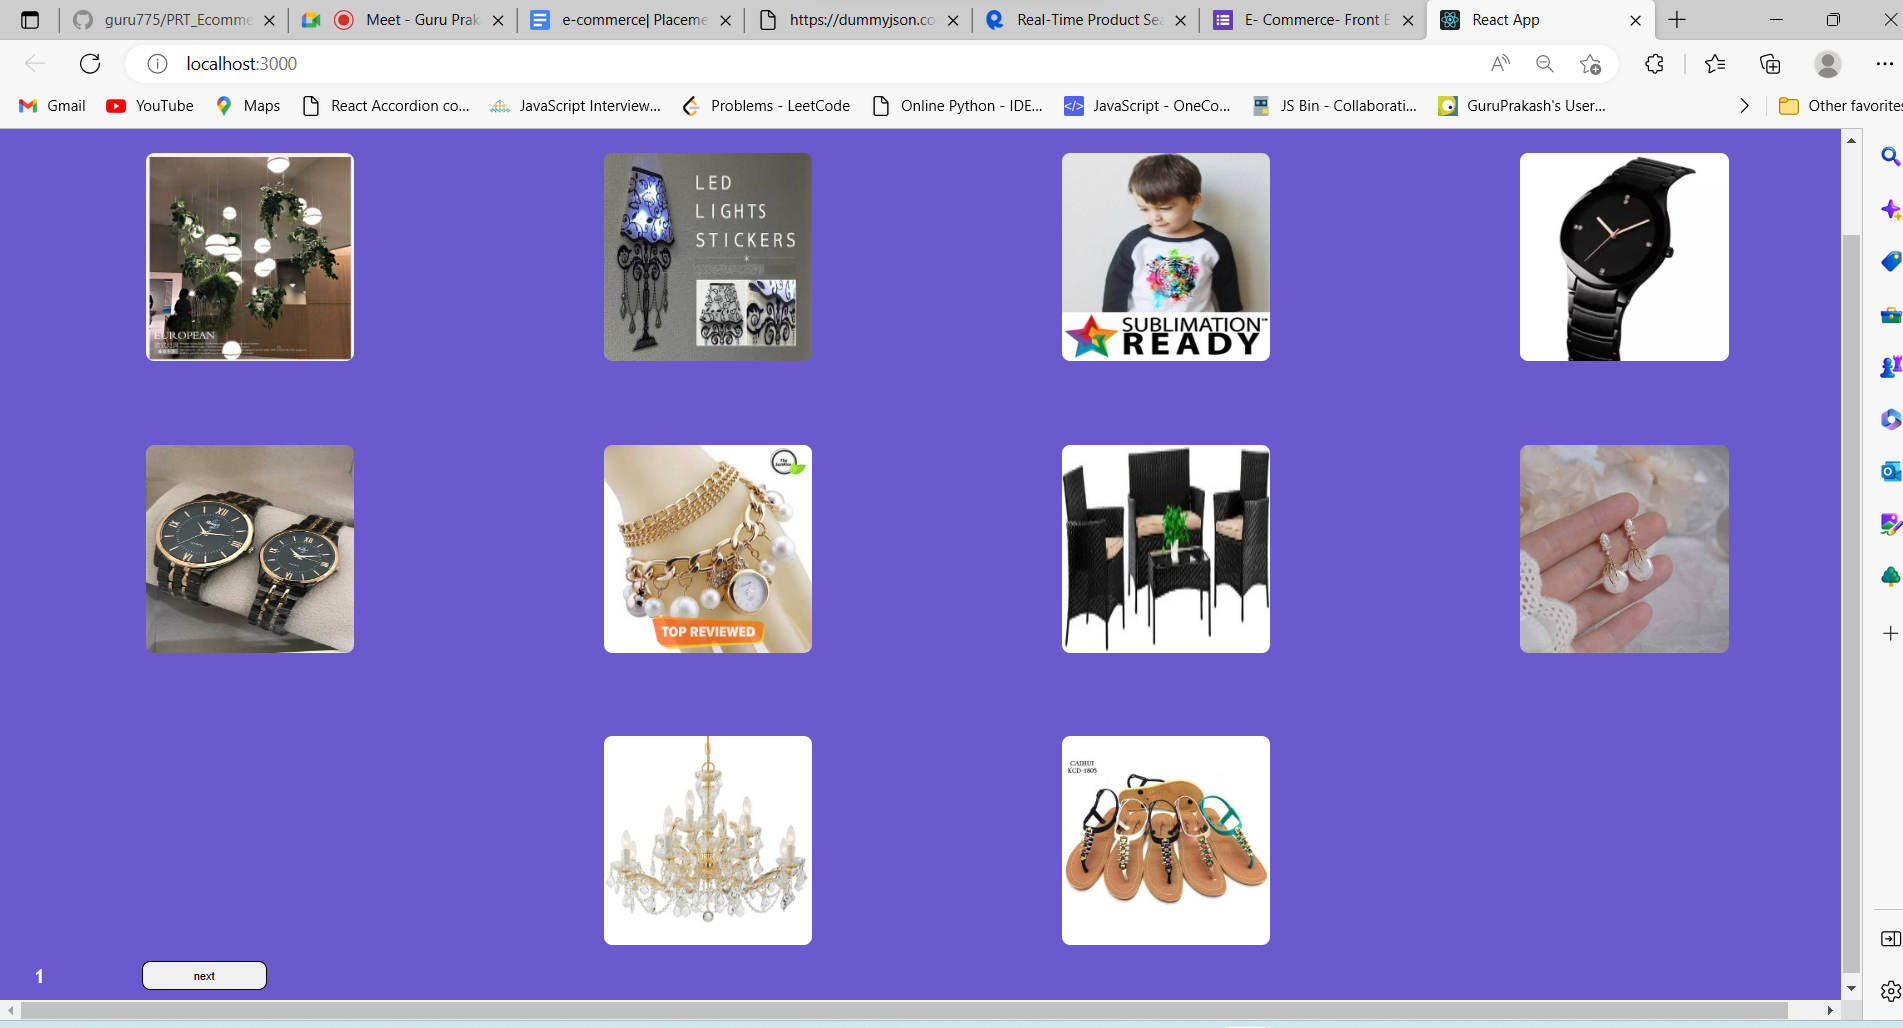 guru775/PRT_Ecomme
Meet - Guru Prak
e-commerce| Placeme
https://dummyjson.co
Real-Time Product Sea
E- Commerce- Front E
React App
localhost:3000
Gmail
YouTube
Maps
React Accordion co...
JavaScript Interview...
Problems - LeetCode
Online Python - IDE...
JavaScript - OneCo...
JS Bin - Collaborati...
GuruPrakash's User...
Other favorites
EUROPEAN
LED
LIGHTS
STICKERS
SUBLIMATION™
READY
TOP REVIEWED
CAIHUI
KCD-1805
1
next